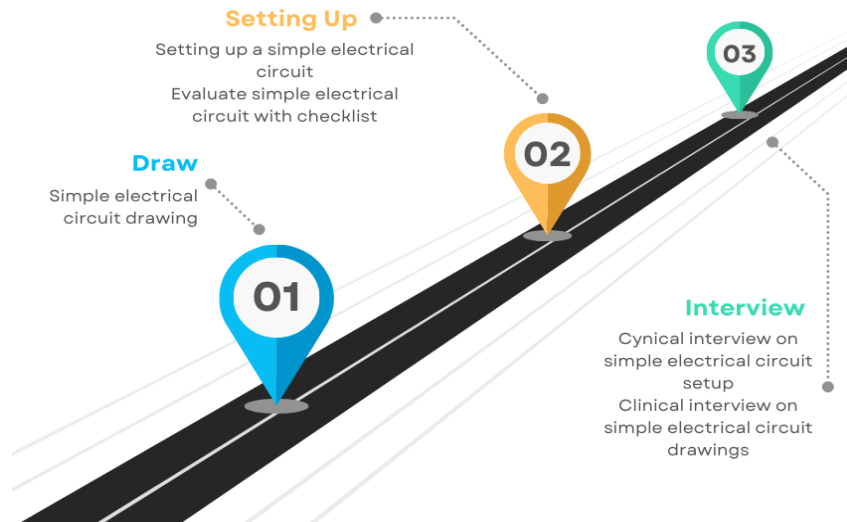 Setting Up
Setting up a simple electrical
circuit
Evaluate simple electrical
circuit with checklist
03
02
Draw
Simple electrical
circuit drawing
01
Interview
Cynical interview on
simple electrical circuit
setup
Clinical interview on
simple electrical circuit
drawings